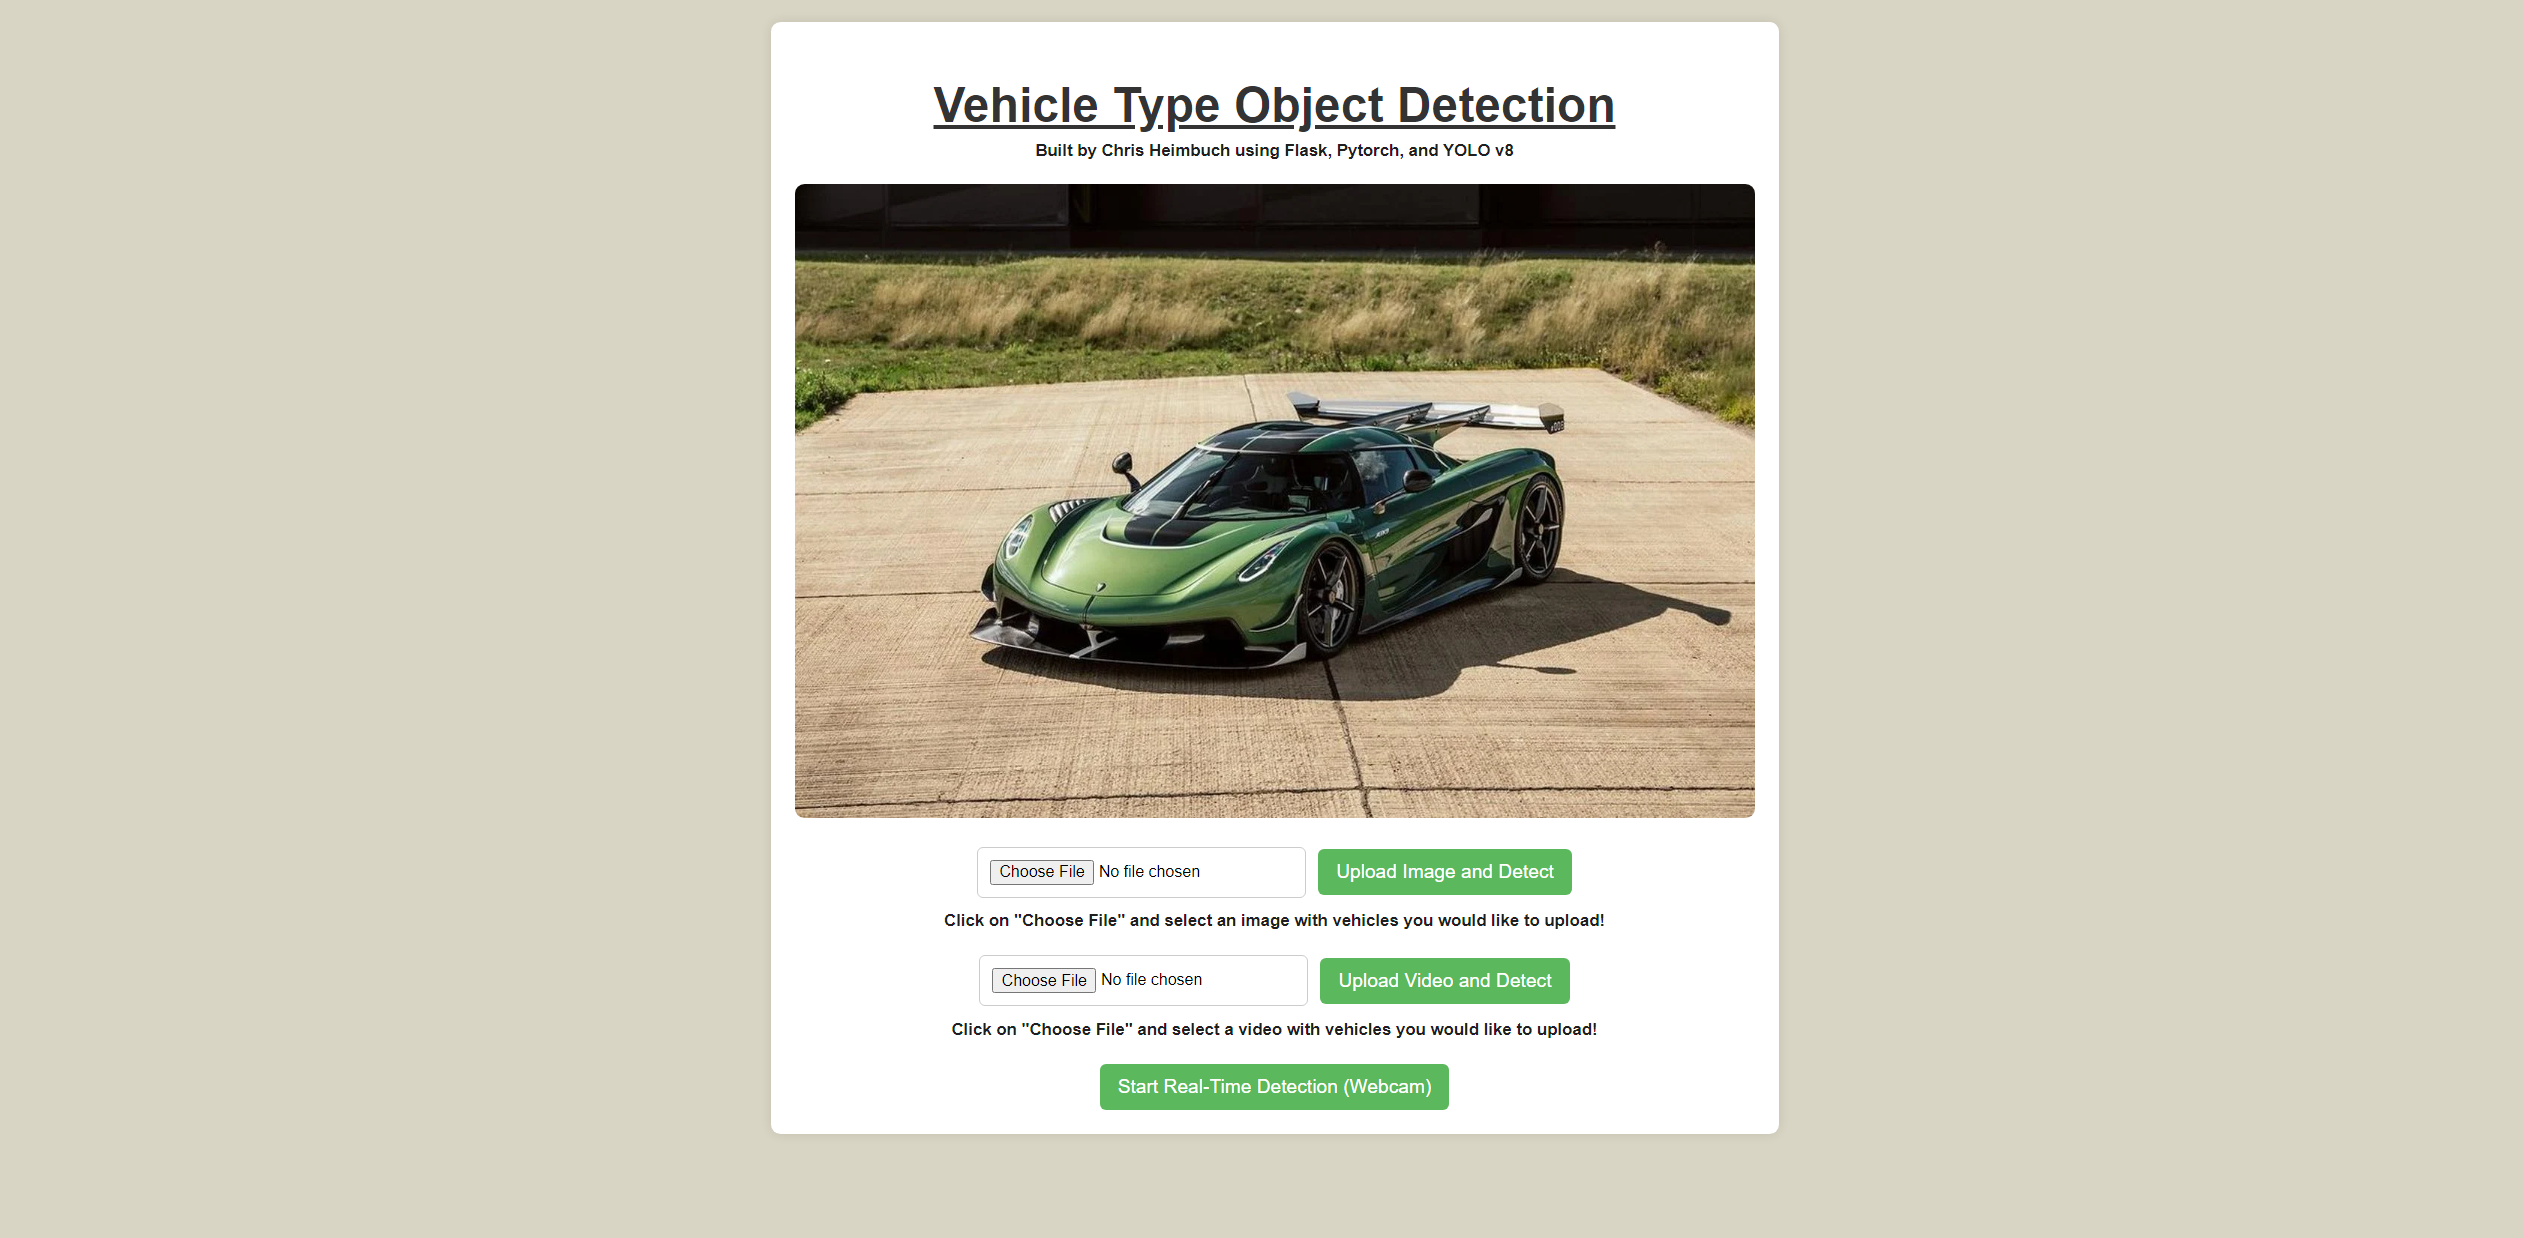 Vehicle Type Object Detection
Built by Chris Heimbuch using Flask, Pytorch, and YOLO v8
Choose File No file chosen
Upload Image and Detect
Click on "Choose File" and select an image with vehicles you would like to upload!
Choose File No file chosen
Upload Video and Detect
Click on "Choose File" and select a video with vehicles you would like to upload!
Start Real-Time Detection (Webcam)